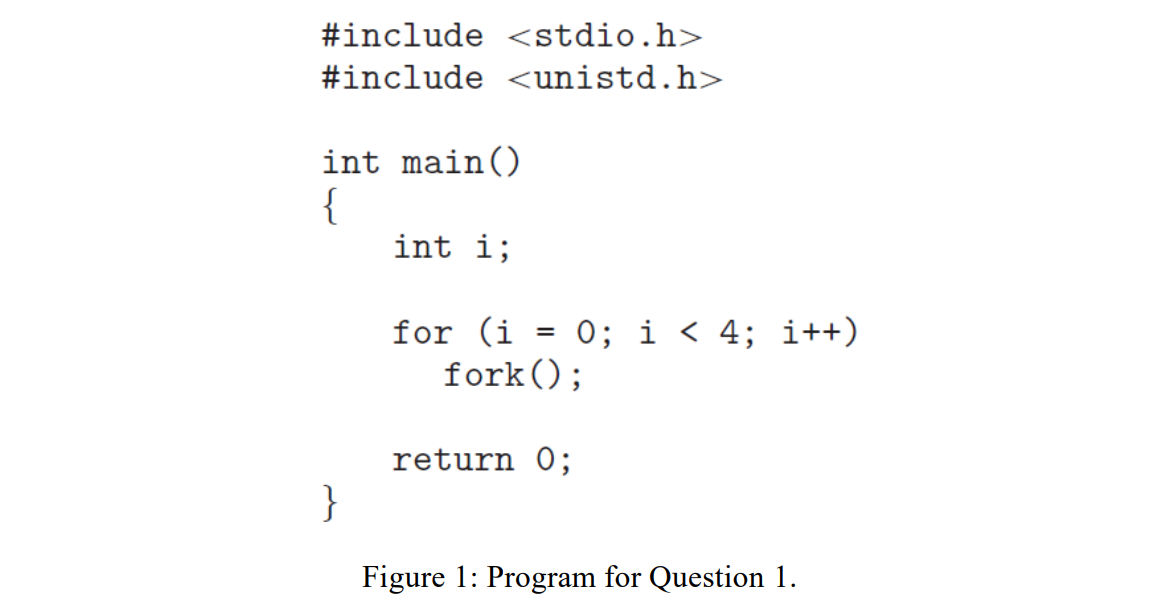 #include <stdio.h>
#include <unistd.h>
int main()
{
int i;
for (i = 0; i < 4; i++)
fork();
return 0;
}
Figure 1: Program for Question 1.